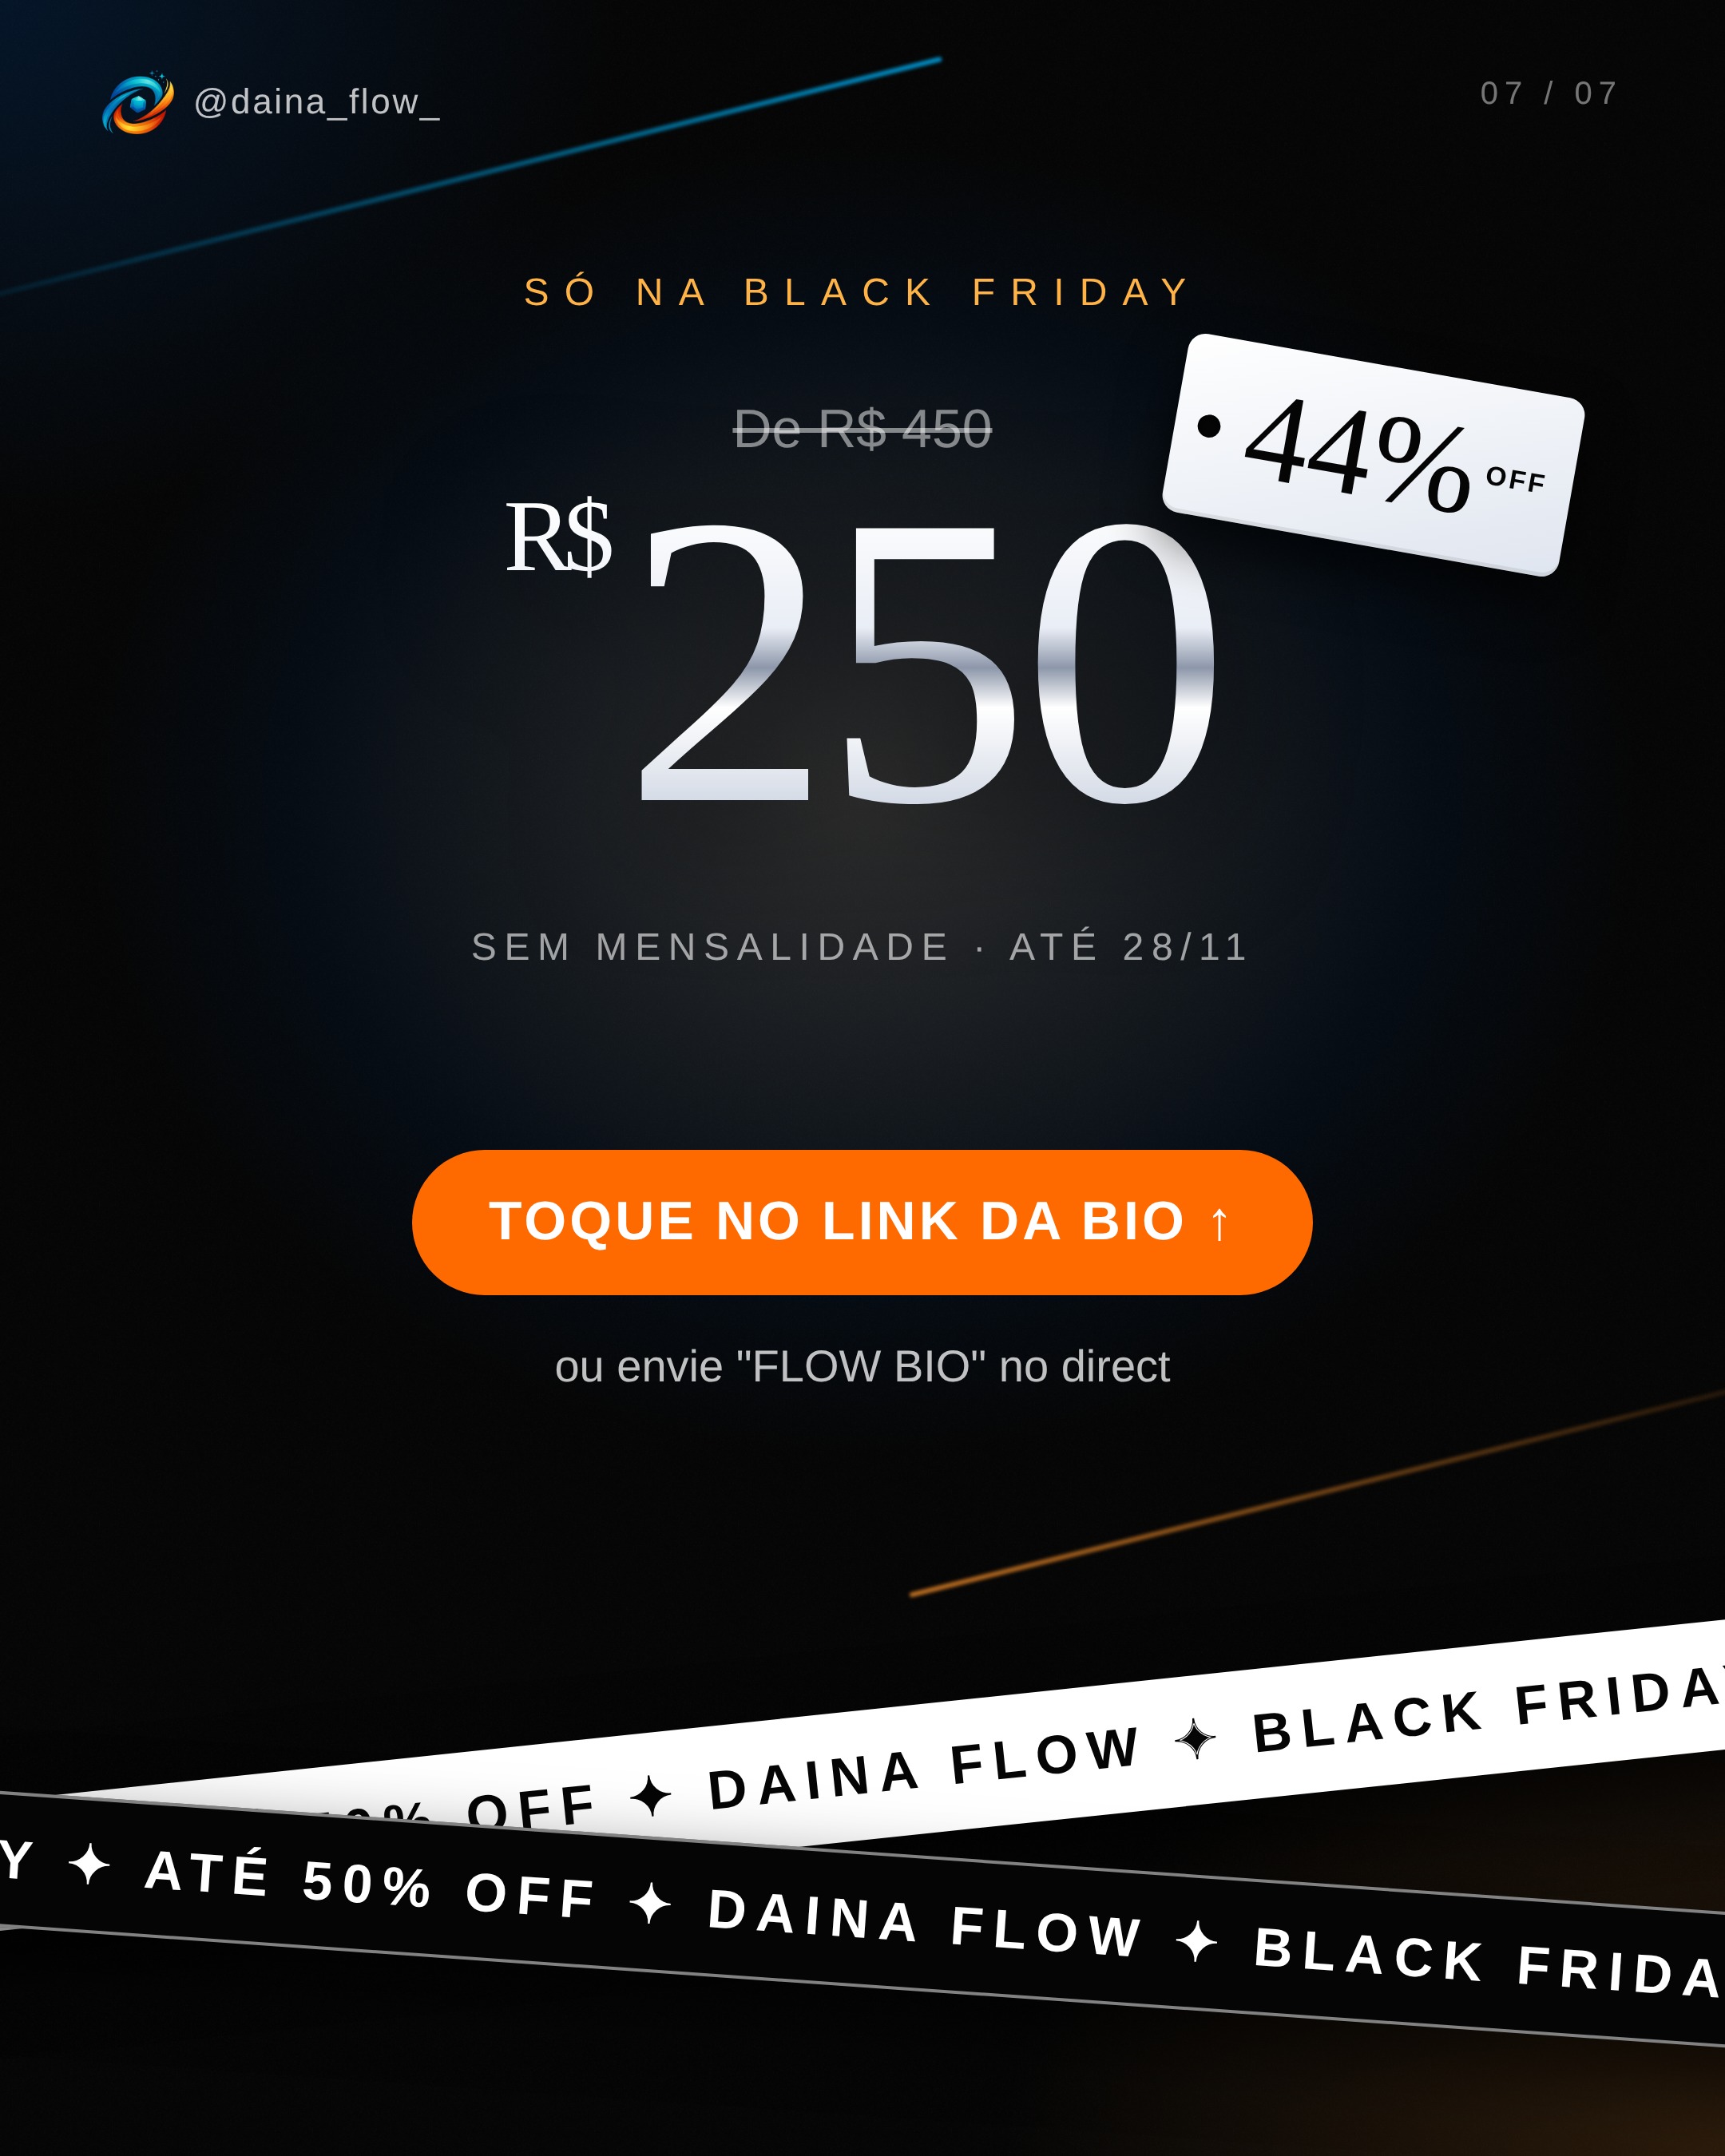 @daina_flow_
07 / 07
SÓ NA BLACK FRIDAY
De R$ 450
44% OFF
R$ 250
SEM MENSALIDADE · ATÉ 28/11
TOQUE NO LINK DA BIO ↑
ou envie "FLOW BIO" no direct
OFF ✦ DAINA FLOW ✦ BLACK FRIDAY
Y ✦ ATÉ 50% OFF ✦ DAINA FLOW ✦ BLACK FRIDA